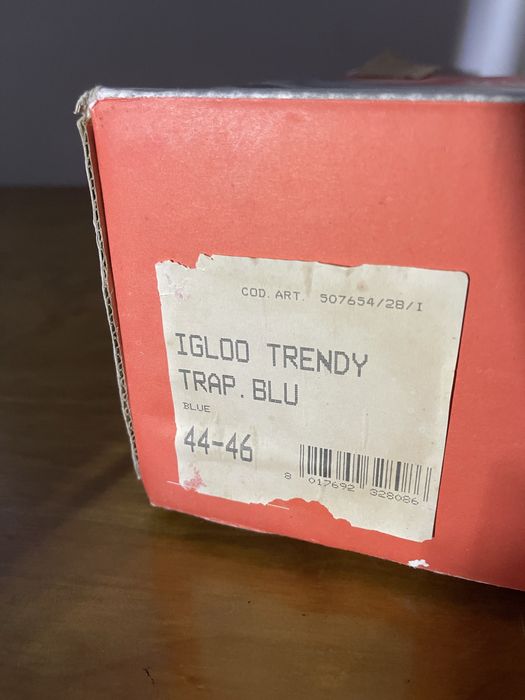 COD. ART. 507654/28/I
IGLOO TRENDY
TRAP. BLU
BLUE
44-46
8 017692 328086